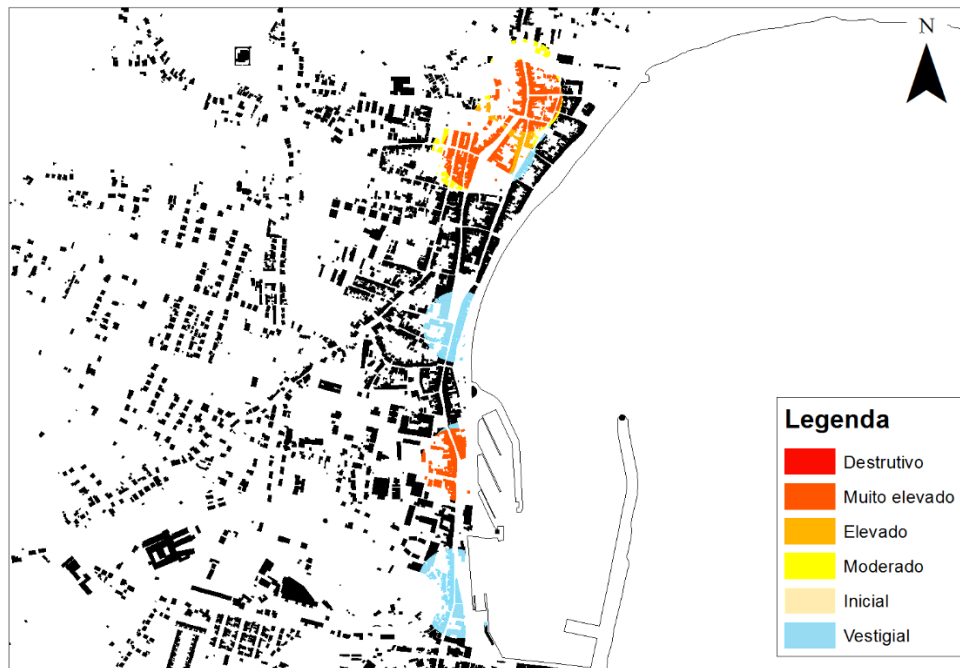 N
Legenda
Destrutivo
Muito elevado
Elevado
Moderado
Inicial
Vestigial